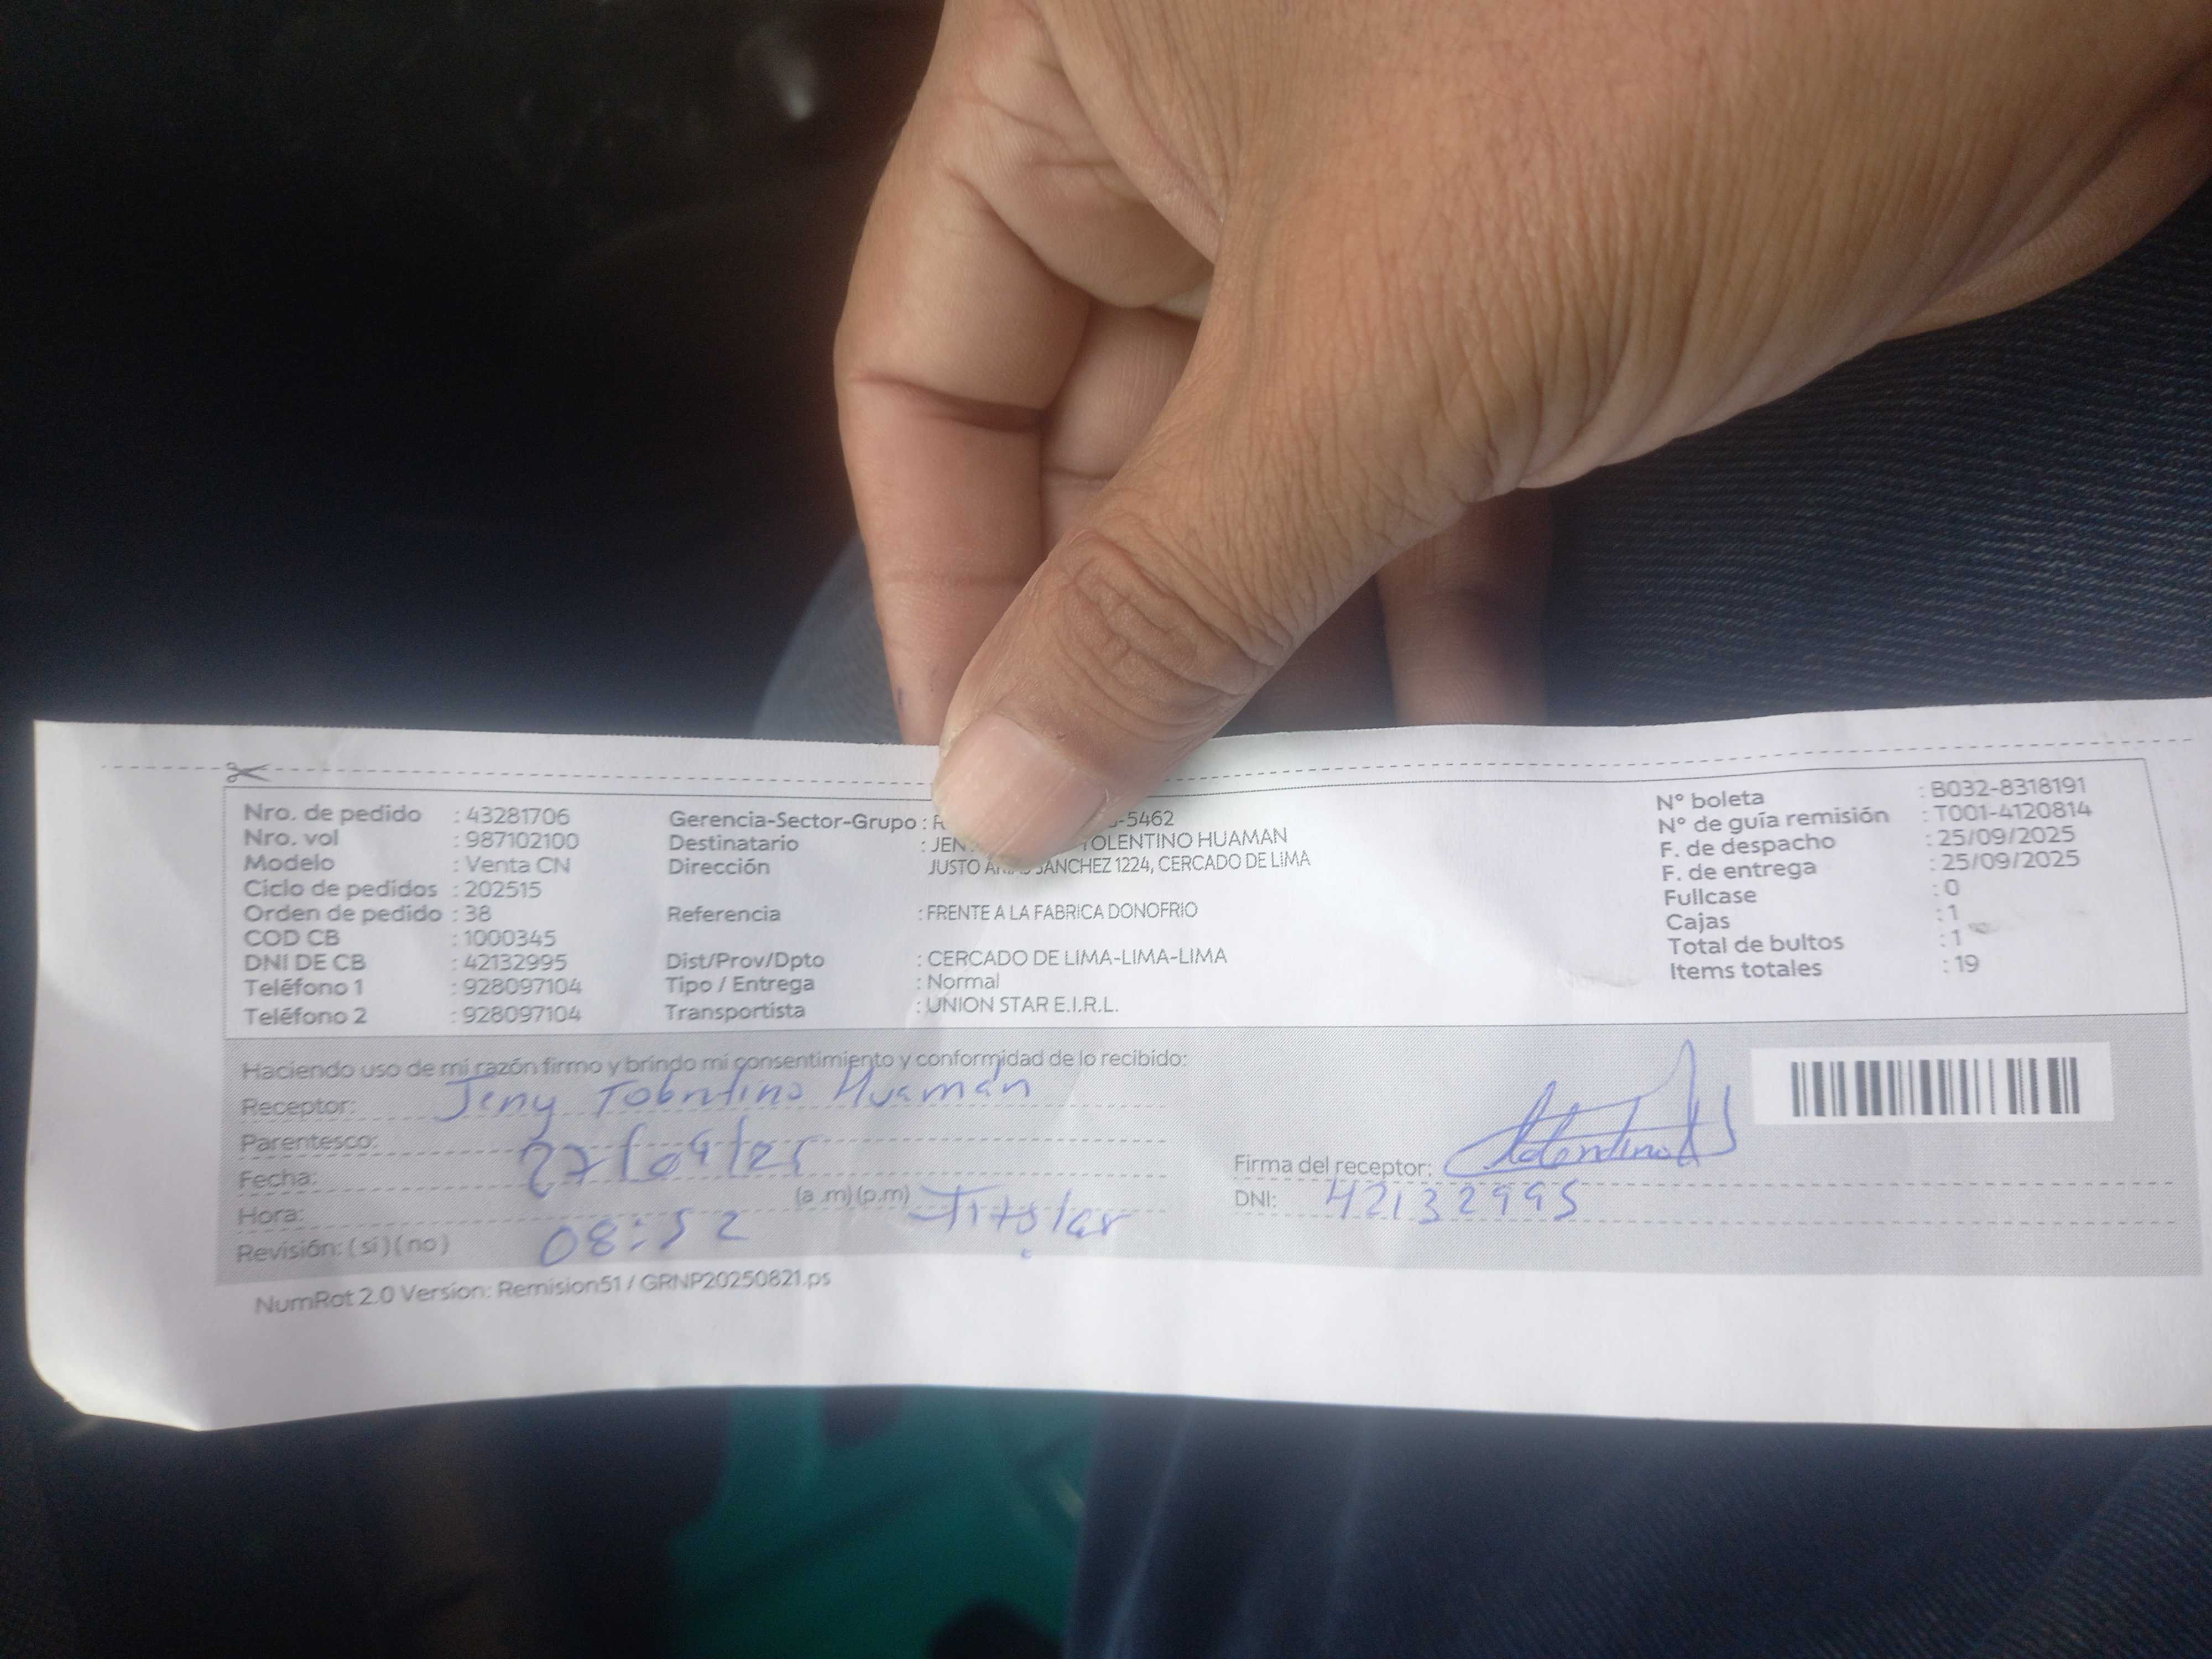 Nro. de pedido : 43281706
Nro. vol : 987102100
Modelo : Venta CN
Ciclo de pedidos : 202515
Orden de pedido : 38
COD CB : 1000345
DNI DE CB : 42132995
Teléfono 1 : 928097104
Teléfono 2 : 928097104
Gerencia-Sector-Grupo : -5462
Destinatario : TOLENTINO HUAMAN
Dirección JUSTO SANCHEZ 1224, CERCADO DE LIMA
Referencia : FRENTE A LA FABRICA DONOFRIO
Dist/Prov/Dpto : CERCADO DE LIMA-LIMA-LIMA
Tipo / Entrega : Normal
Transportista : UNION STAR E.I.R.L.
N° boleta : B032-8318191
N° de guía remisión : T001-4120814
F. de despacho : 25/09/2025
F. de entrega : 25/09/2025
Fullcase : 0
Cajas : 1
Total de bultos : 1
Items totales : 19
Haciendo uso de mi razón firmo y brindo mi consentimiento y conformidad de lo recibido:
Receptor: Jeny Tolentino Huamán
Parentesco:
Fecha: 27/09/25
Hora: (a .m) (p.m) Titular
Revisión: ( si ) ( no ) 08:52
Firma del receptor: Tolentino
DNI: 42132995
NumRot 2.0 Version: Remision51 / GRNP20250821.ps